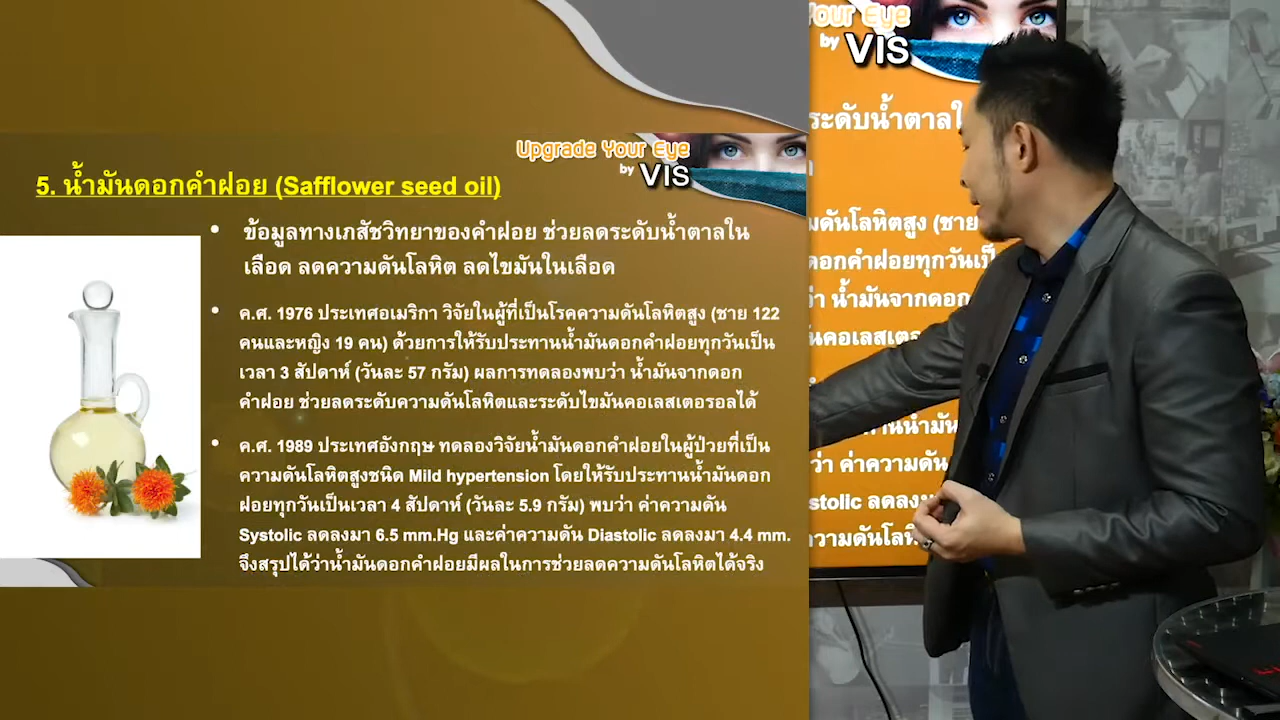 Upgrade Your Eye
by VIS
5. น้ำมันดอกคำฝอย (Safflower seed oil)
• ข้อมูลทางเภสัชวิทยาของคำฝอย ช่วยลดระดับน้ำตาลใน
เลือด ลดความดันโลหิต ลดไขมันในเลือด
• ค.ศ. 1976 ประเทศอเมริกา วิจัยในผู้ที่เป็นโรคความดันโลหิตสูง (ชาย 122
คนและหญิง 19 คน) ด้วยการให้รับประทานน้ำมันดอกคำฝอยทุกวันเป็น
เวลา 3 สัปดาห์ (วันละ 57 กรัม) ผลการทดลองพบว่า น้ำมันจากดอก
คำฝอย ช่วยลดระดับความดันโลหิตและระดับไขมันคอเลสเตอรอลได้
• ค.ศ. 1989 ประเทศอังกฤษ ทดลองวิจัยน้ำมันดอกคำฝอยในผู้ป่วยที่เป็น
ความดันโลหิตสูงชนิด Mild hypertension โดยให้รับประทานน้ำมันดอก
ฝอยทุกวันเป็นเวลา 4 สัปดาห์ (วันละ 5.9 กรัม) พบว่า ค่าความดัน
Systolic ลดลงมา 6.5 mm.Hg และค่าความดัน Diastolic ลดลงมา 4.4 mm.
จึงสรุปได้ว่าน้ำมันดอกคำฝอยมีผลในการช่วยลดความดันโลหิตได้จริง
Your Eye
by VIS
ระดับน้ำตาลใ
มดันโลหิตสูง (ชาย
ดอกคำฝอยทุกวันเป็
ว่า น้ำมันจากดอก
นคอเลสเตอ
านน้ำมัน
ว่า ค่าความดัน
stolic ลดลงม
ความดันโลหิ